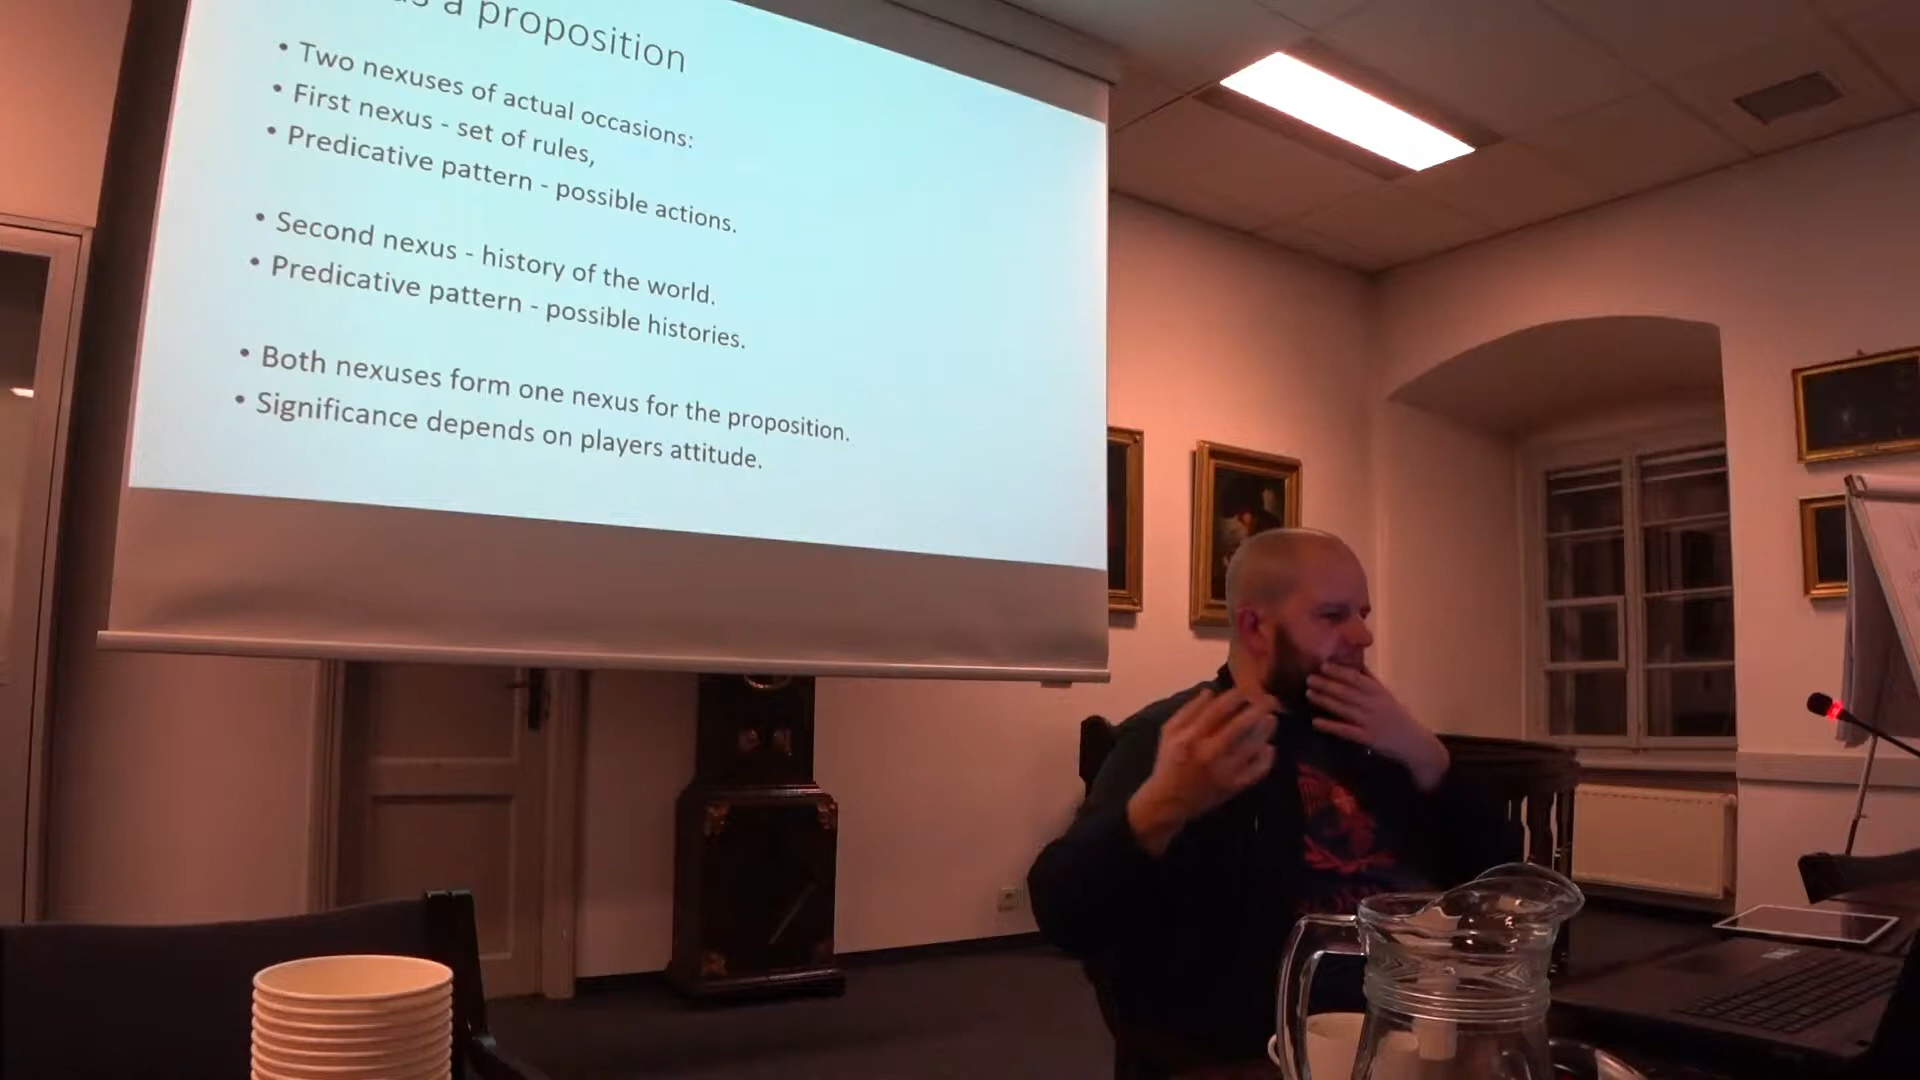 a proposition
• Two nexuses of actual occasions:
• First nexus - set of rules,
• Predicative pattern - possible actions.
• Second nexus - history of the world.
• Predicative pattern - possible histories.
• Both nexuses form one nexus for the proposition.
• Significance depends on players attitude.